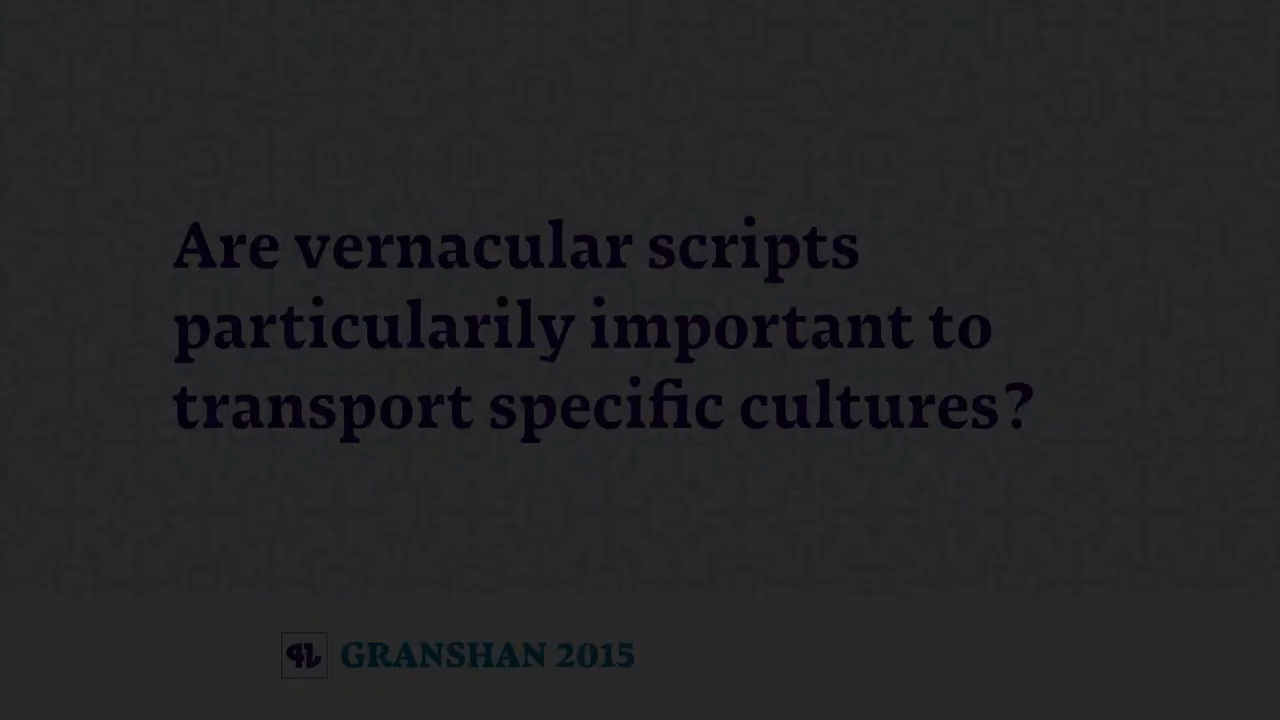 Are vernacular scripts
particularily important to
transport specific cultures?
GRANSHAN 2015